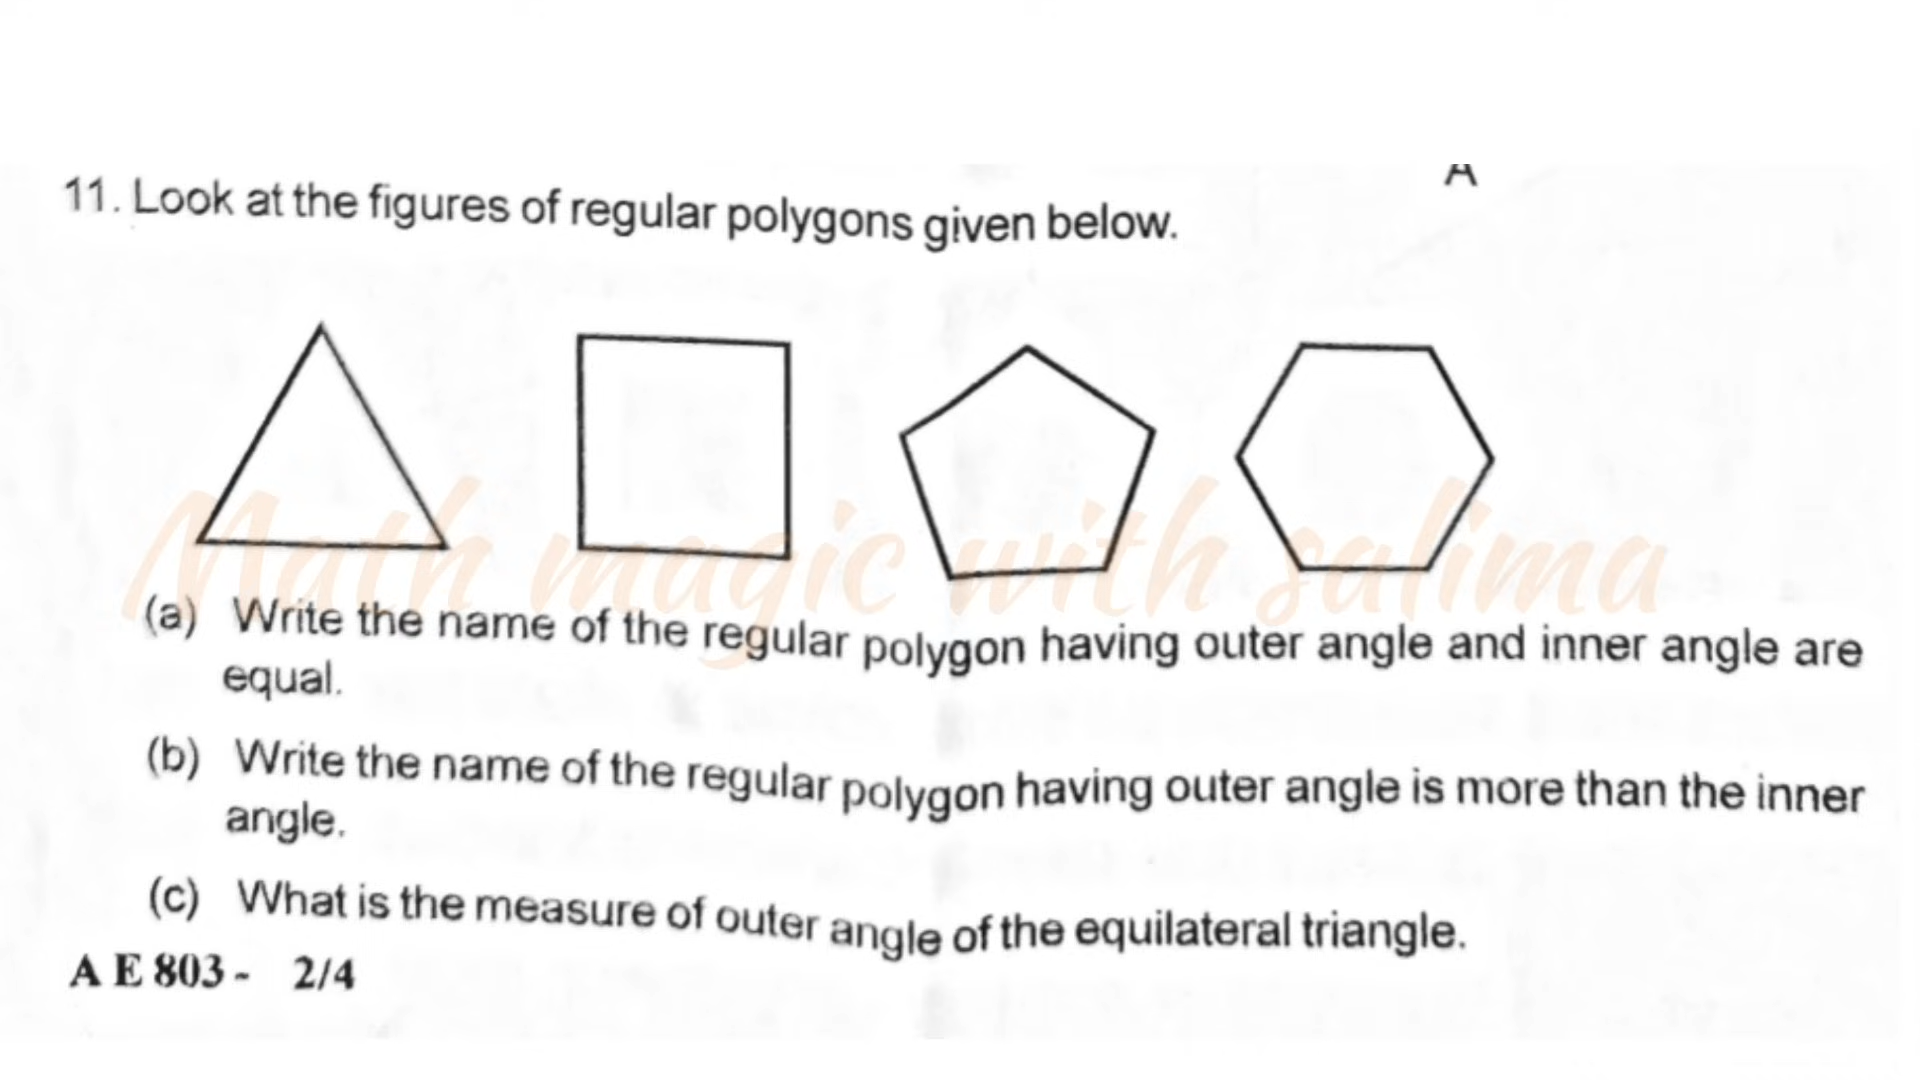 A
11. Look at the figures of regular polygons given below.
Math magic with salima
(a) Write the name of the regular polygon having outer angle and inner angle are
equal.
(b) Write the name of the regular polygon having outer angle is more than the inner
angle.
(c) What is the measure of outer angle of the equilateral triangle.
A E 803 - 2/4